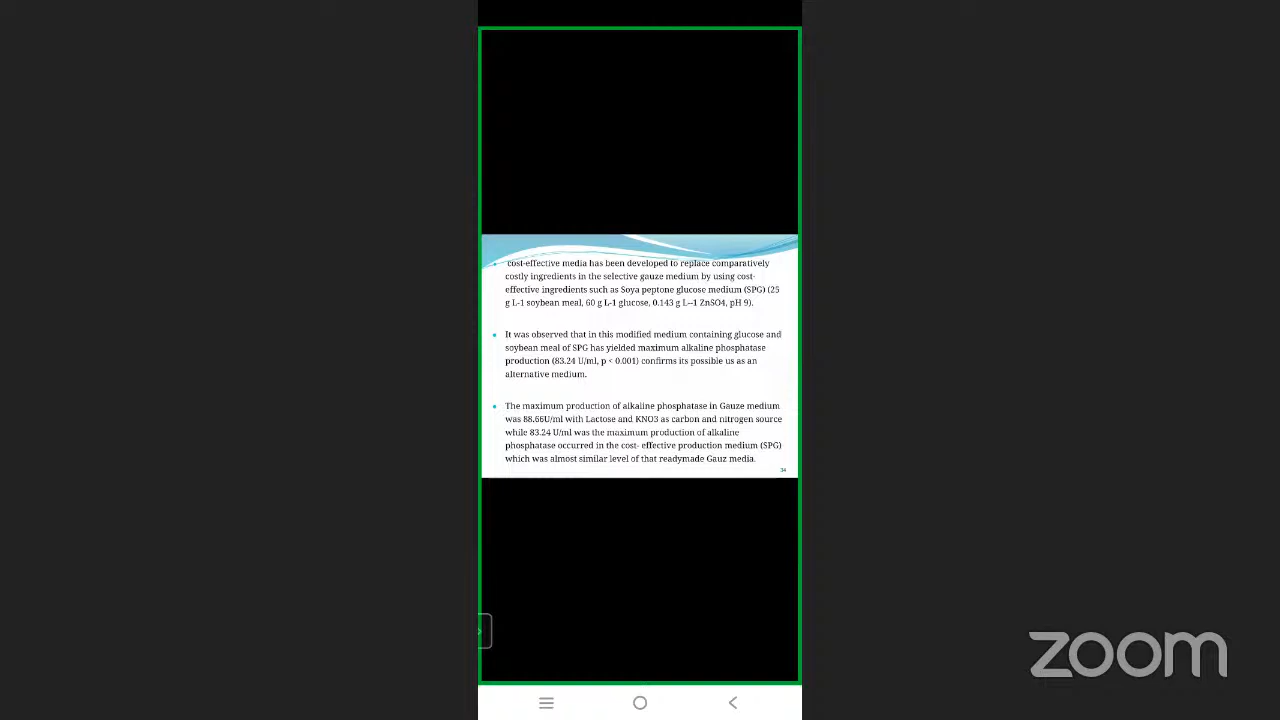 cost-effective media has been developed to replace comparatively
costly ingredients in the selective gauze medium by using cost-
effective ingredients such as Soya peptone glucose medium (SPG) (25
g L-1 soybean meal, 60 g L-1 glucose, 0.143 g L--1 ZnSO4, pH 9).
It was observed that in this modified medium containing glucose and
soybean meal of SPG has yielded maximum alkaline phosphatase
production (83.24 U/ml, p < 0.001) confirms its possible us as an
alternative medium.
The maximum production of alkaline phosphatase in Gauze medium
was 88.66U/ml with Lactose and KNO3 as carbon and nitrogen source
while 83.24 U/ml was the maximum production of alkaline
phosphatase occurred in the cost- effective production medium (SPG)
which was almost similar level of that readymade Gauz media.
34
zoom